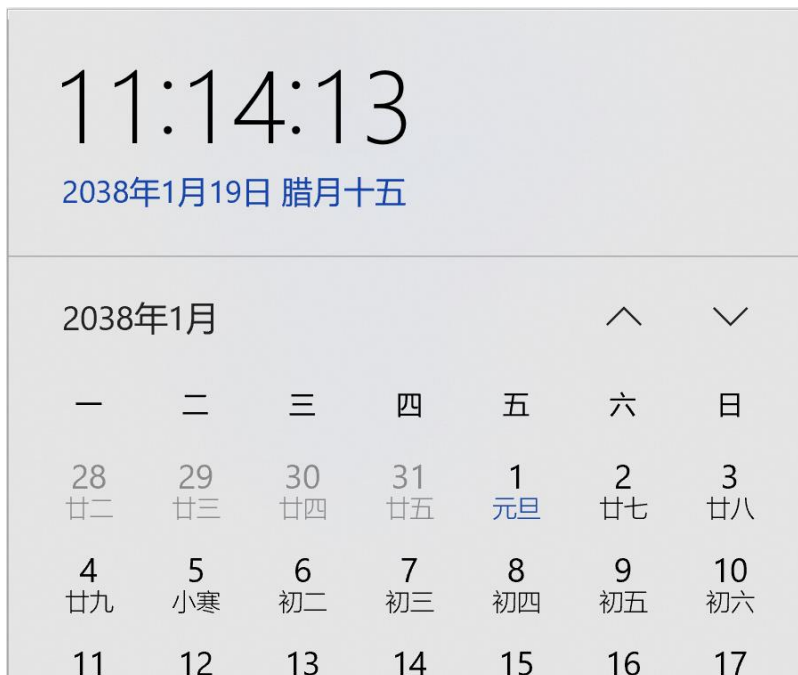 11:14:13
2038年1月19日 腊月十五
2038年1月
一 二 三 四 五 六 日
28 29 30 31 1 2 3
廿二 廿三 廿四 廿五 元旦 廿七 廿八
4 5 6 7 8 9 10
廿九 小寒 初二 初三 初四 初五 初六
11 12 13 14 15 16 17